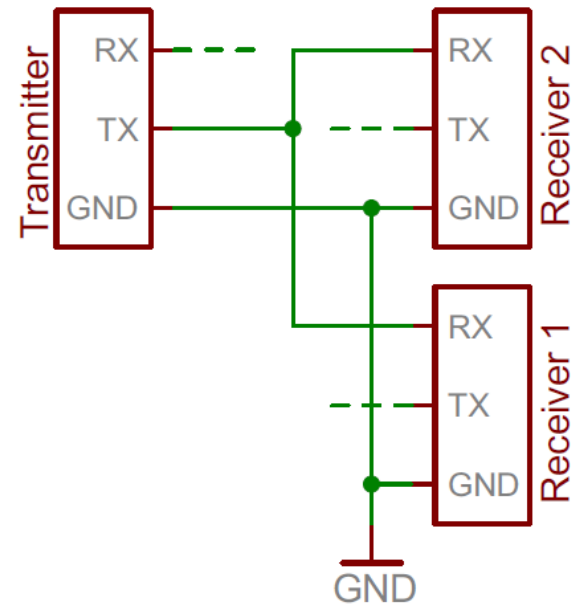 Transmitter
RX
TX
GND
RX
TX
GND
Receiver 2
RX
TX
GND
Receiver 1
GND